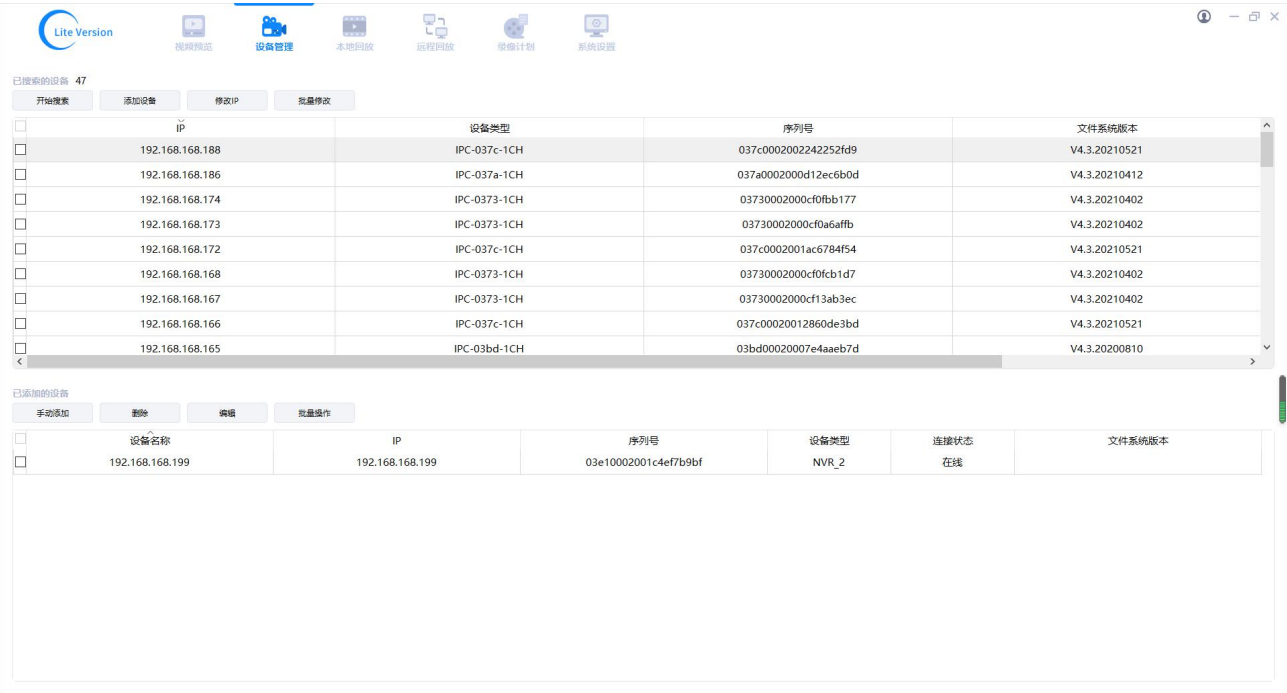 Lite Version
视频预览 设备管理 本地回放 远程回放 录像计划 系统设置
已搜索的设备 47
开始搜索 添加设备 修改IP 批量修改
IP 设备类型 序列号 文件系统版本
192.168.168.188 IPC-037c-1CH 037c0002002242252fd9 V4.3.20210521
192.168.168.186 IPC-037a-1CH 037a0002000d12ec6b0d V4.3.20210412
192.168.168.174 IPC-0373-1CH 03730002000cf0fbb177 V4.3.20210402
192.168.168.173 IPC-0373-1CH 03730002000cf0a6affb V4.3.20210402
192.168.168.172 IPC-037c-1CH 037c0002001ac6784f54 V4.3.20210521
192.168.168.168 IPC-0373-1CH 03730002000cf0fcb1d7 V4.3.20210402
192.168.168.167 IPC-0373-1CH 03730002000cf13ab3ec V4.3.20210402
192.168.168.166 IPC-037c-1CH 037c00020012860de3bd V4.3.20210521
192.168.168.165 IPC-03bd-1CH 03bd00020007e4aaeb7d V4.3.20200810
已添加的设备
手动添加 删除 编辑 批量操作
设备名称 IP 序列号 设备类型 连接状态 文件系统版本
192.168.168.199 192.168.168.199 03e10002001c4ef7b9bf NVR_2 在线